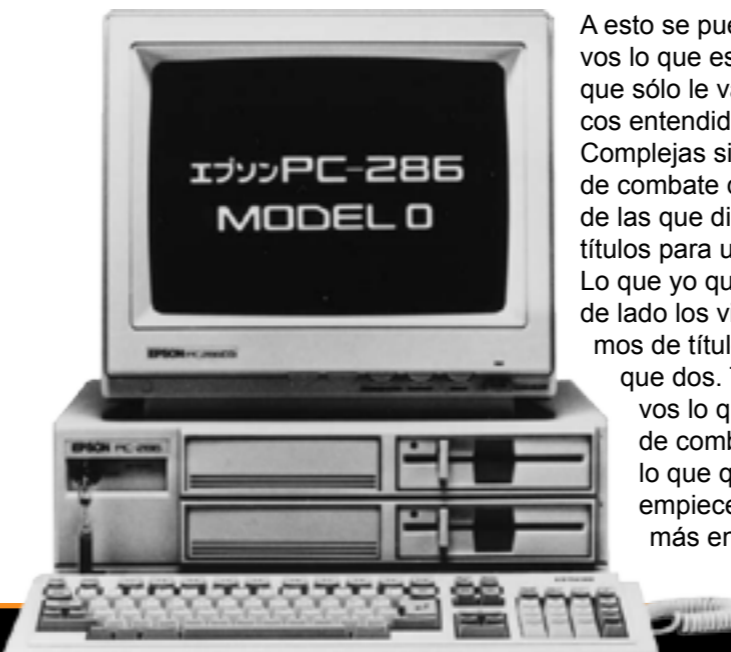 エプソンPC-286
MODEL 0
EPSON PC-286
A esto se pue
vos lo que es
que sólo le va
cos entendid
Complejas si
de combate
de las que di
títulos para u
Lo que yo qu
de lado los vi
mos de títul
que dos.
vos lo q
de comb
lo que q
empiece
más en